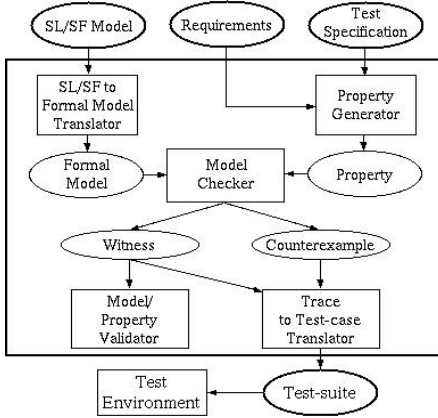 SL/SF Model
Requirements
Test
Specification
SL/SF to
Formal Model
Translator
Property
Generator
Formal
Model
Model
Checker
Property
Witness
Counterexample
Model/
Property
Validator
Trace
to Test-case
Translator
Test
Environment
Test-suite